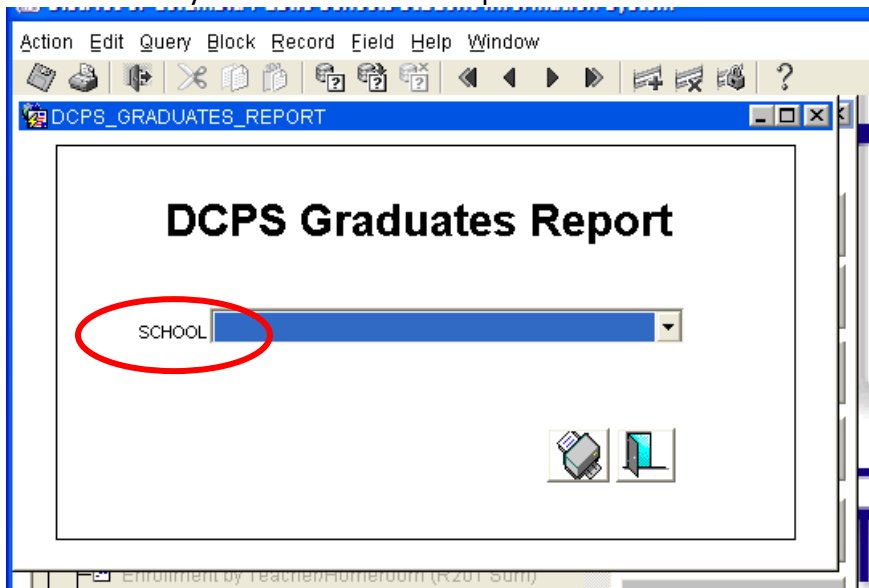 Action Edit Query Block Record Field Help Window
DCPS_GRADUATES_REPORT
DCPS Graduates Report
SCHOOL
Enrollment by Teacher/Homeroom (R201 Sum)